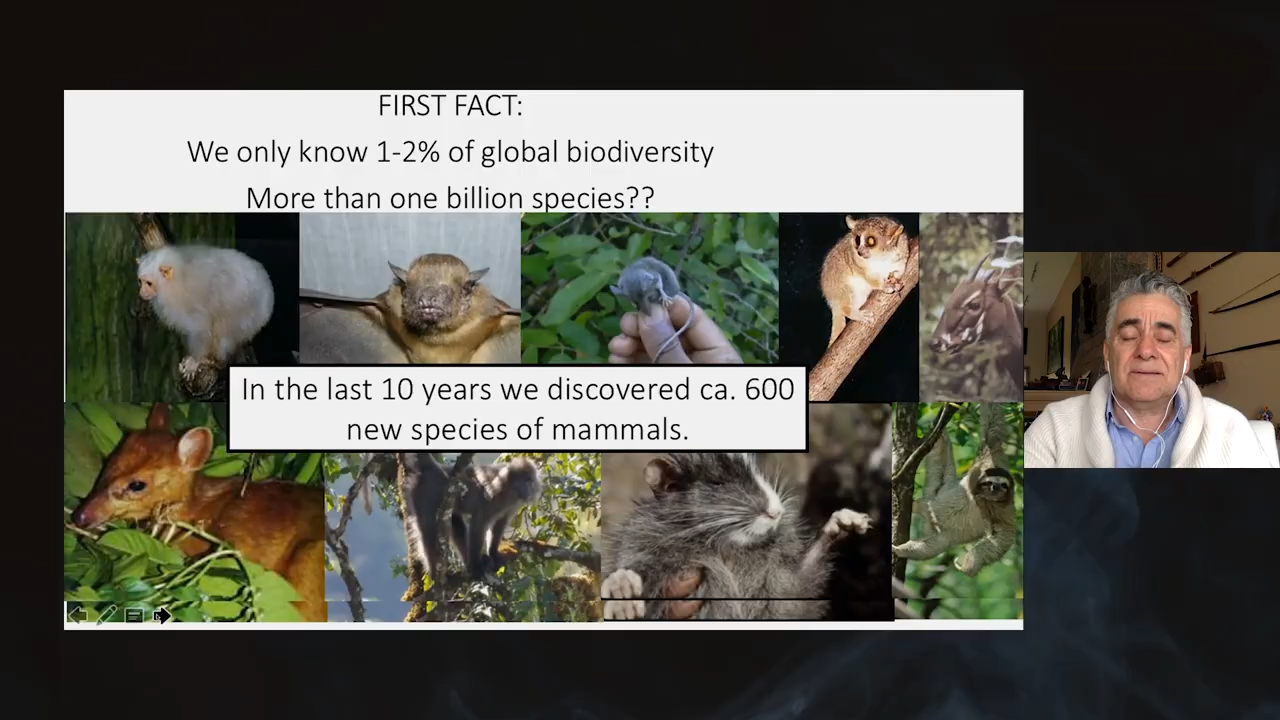 FIRST FACT:
We only know 1-2% of global biodiversity
More than one billion species??
In the last 10 years we discovered ca. 600
new species of mammals.